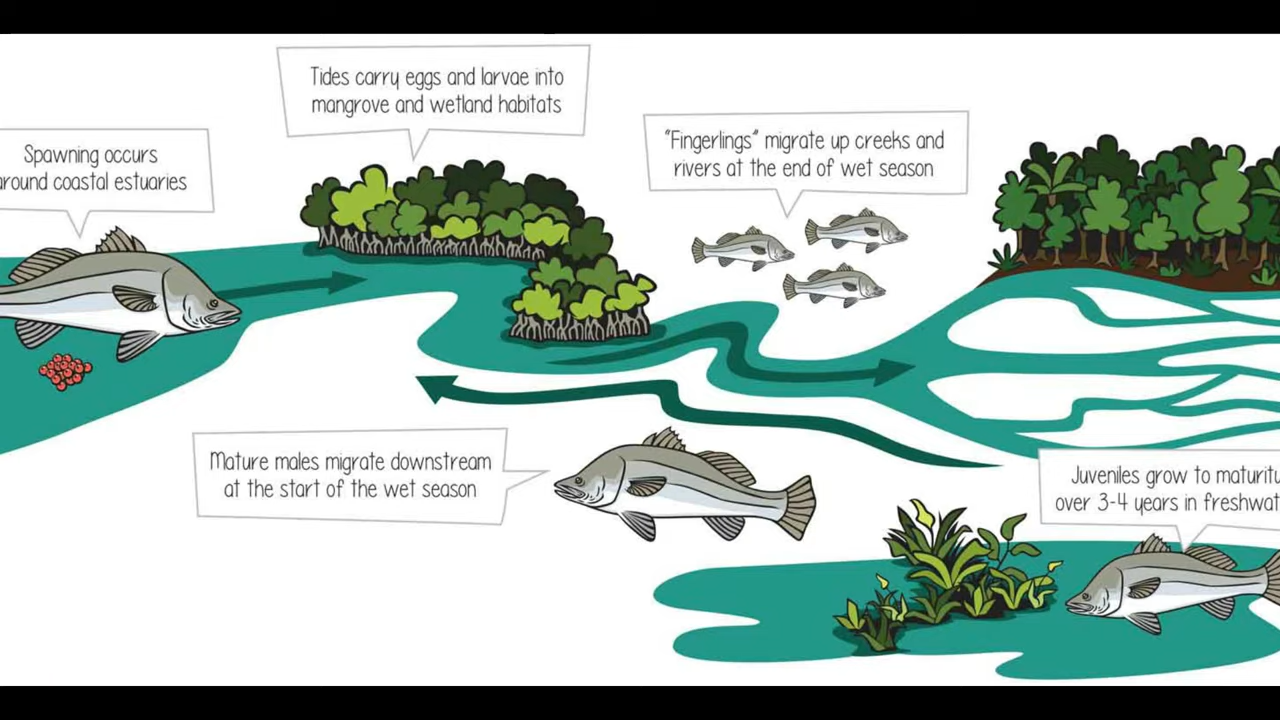 Tides carry eggs and larvae into
mangrove and wetland habitats
Spawning occurs
around coastal estuaries
"Fingerlings" migrate up creeks and
rivers at the end of wet season
Mature males migrate downstream
at the start of the wet season
Juveniles grow to
over 3-4 years in